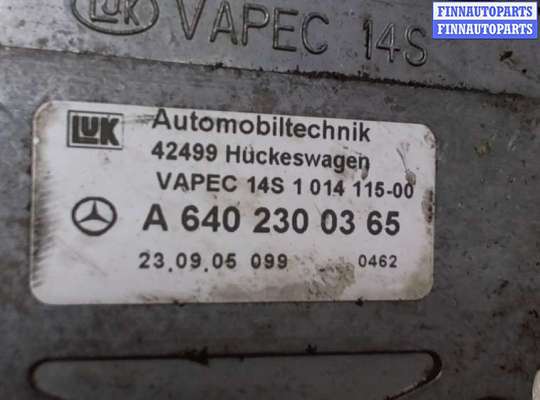 FINNAUTOPARTS
FINNAUTOPARTS
LuK VAPEC 14S
LuK Automobiltechnik
42499 Hückeswagen
VAPEC 14S 1 014 115-00
A 640 230 03 65
23.09.05 099 0462